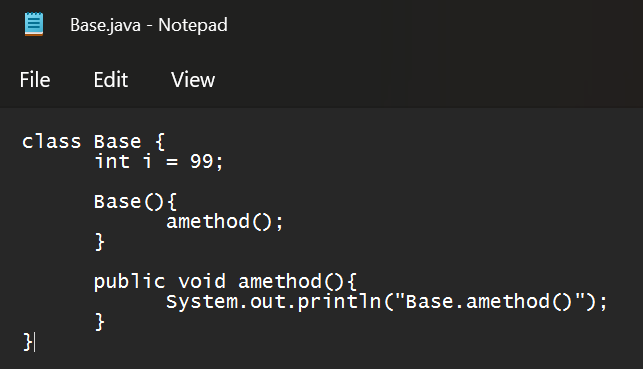 Base.java - Notepad
File Edit View
class Base {
int i = 99;
Base(){
amethod();
}
public void amethod(){
System.out.println("Base.amethod()");
}
}